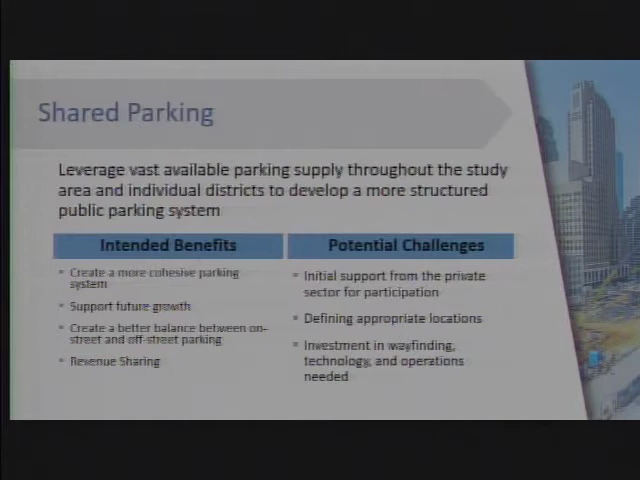 Shared Parking
Leverage vast available parking supply throughout the study
area and individual districts to develop a more structured
public parking system
Intended Benefits
Create a more cohesive parking
system
Support future growth
Create a better balance between on-
street and off-street parking
Revenue Sharing
Potential Challenges
Initial support from the private
sector for participation
Defining appropriate locations
Investment in wayfinding,
technology, and operations
needed